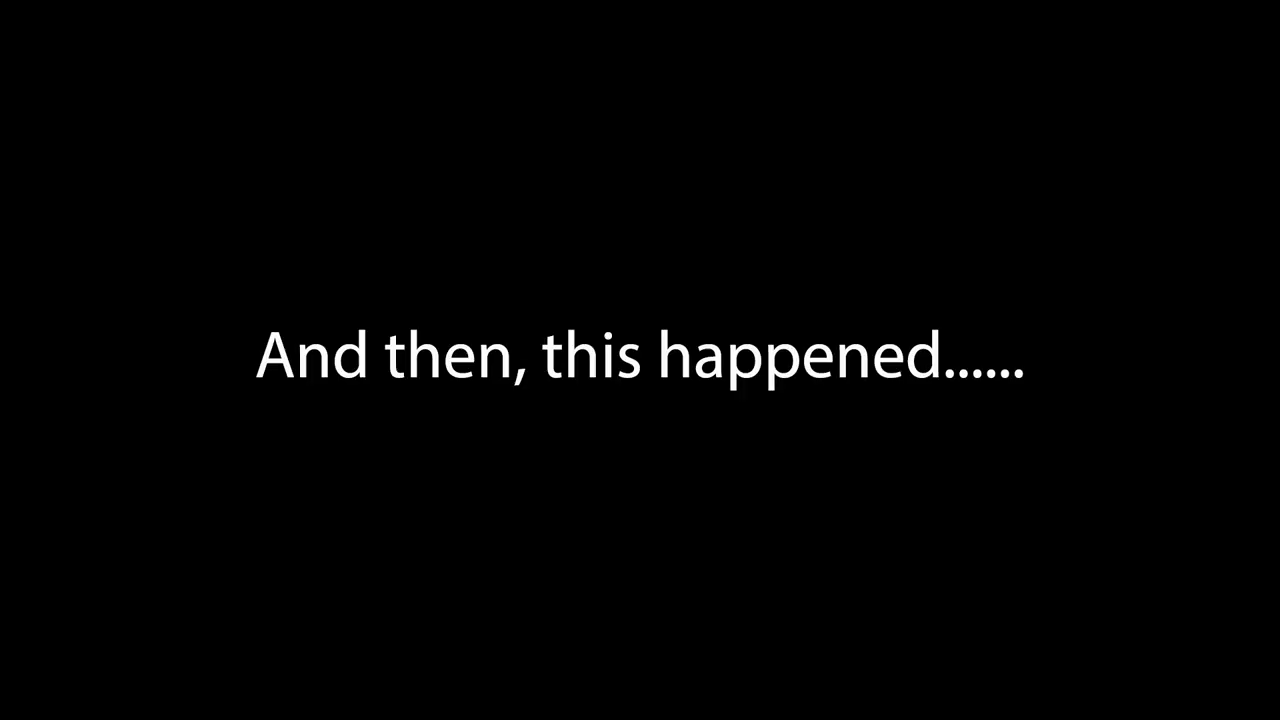 And then, this happened......